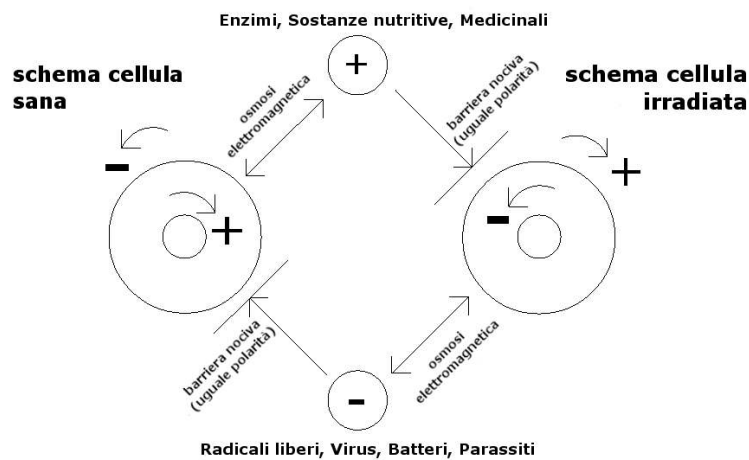 Enzimi, Sostanze nutritive, Medicinali
schema cellula
sana
schema cellula
irradiata
+
osmosi
elettromagnetica
barriera nociva
(uguale polarità)
-
+
-
+
barriera nociva
(uguale polarità)
osmosi
elettromagnetica
-
Radicali liberi, Virus, Batteri, Parassiti